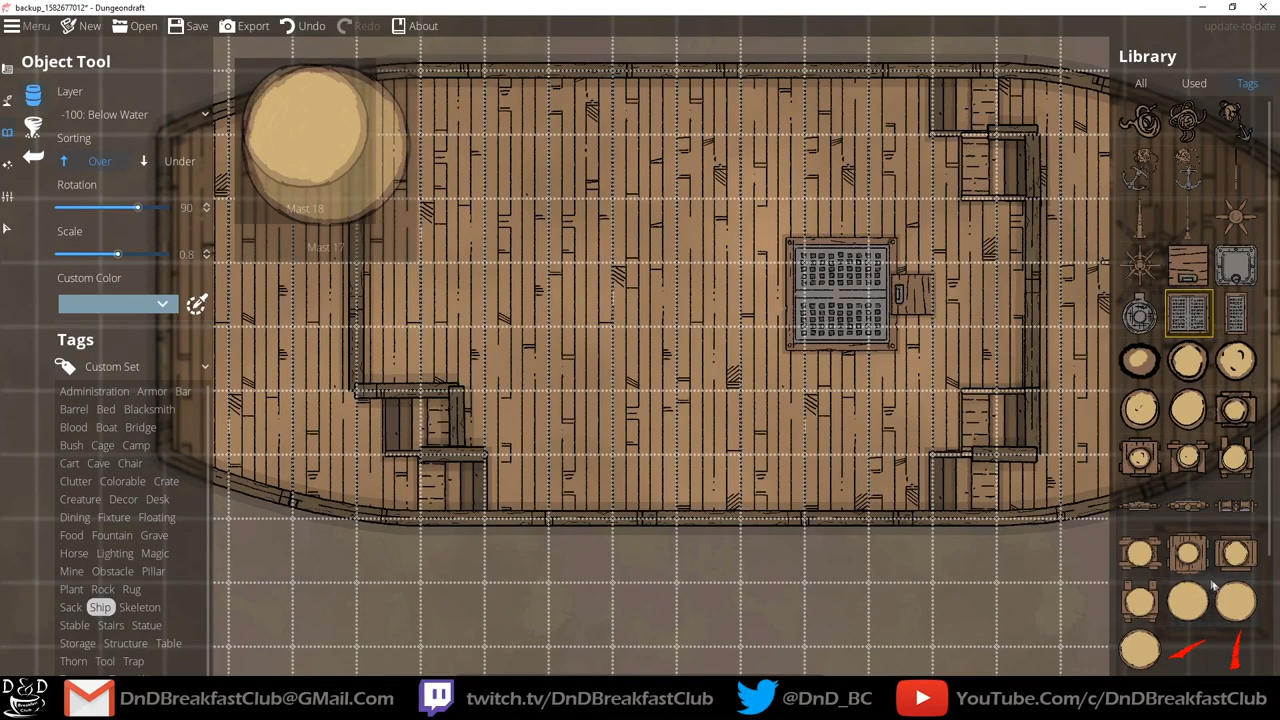 backup_1582677012* - Dungeondraft
Menu New Open Save Export Undo Redo About update-to-date
Object Tool
Layer
-100: Below Water
Sorting
Over Under
Rotation
90
Scale
0.8
Custom Color
Tags
Custom Set
Administration Armor Bar
Barrel Bed Blacksmith
Blood Boat Bridge
Bush Cage Camp
Cart Cave Chair
Clutter Colorable Crate
Creature Decor Desk
Dining Fixture Floating
Food Fountain Grave
Horse Lighting Magic
Mine Obstacle Pillar
Plant Rock Rug
Sack Ship Skeleton
Stable Stairs Statue
Storage Structure Table
Thorn Tool Trap
Mast 18
Mast 17
Library
All Used Tags
D&D
Breakfast
Club
DnDBreakfastClub@GMail.Com twitch.tv/DnDBreakfastClub @DnD_BC YouTube.Com/c/DnDBreakfastClub